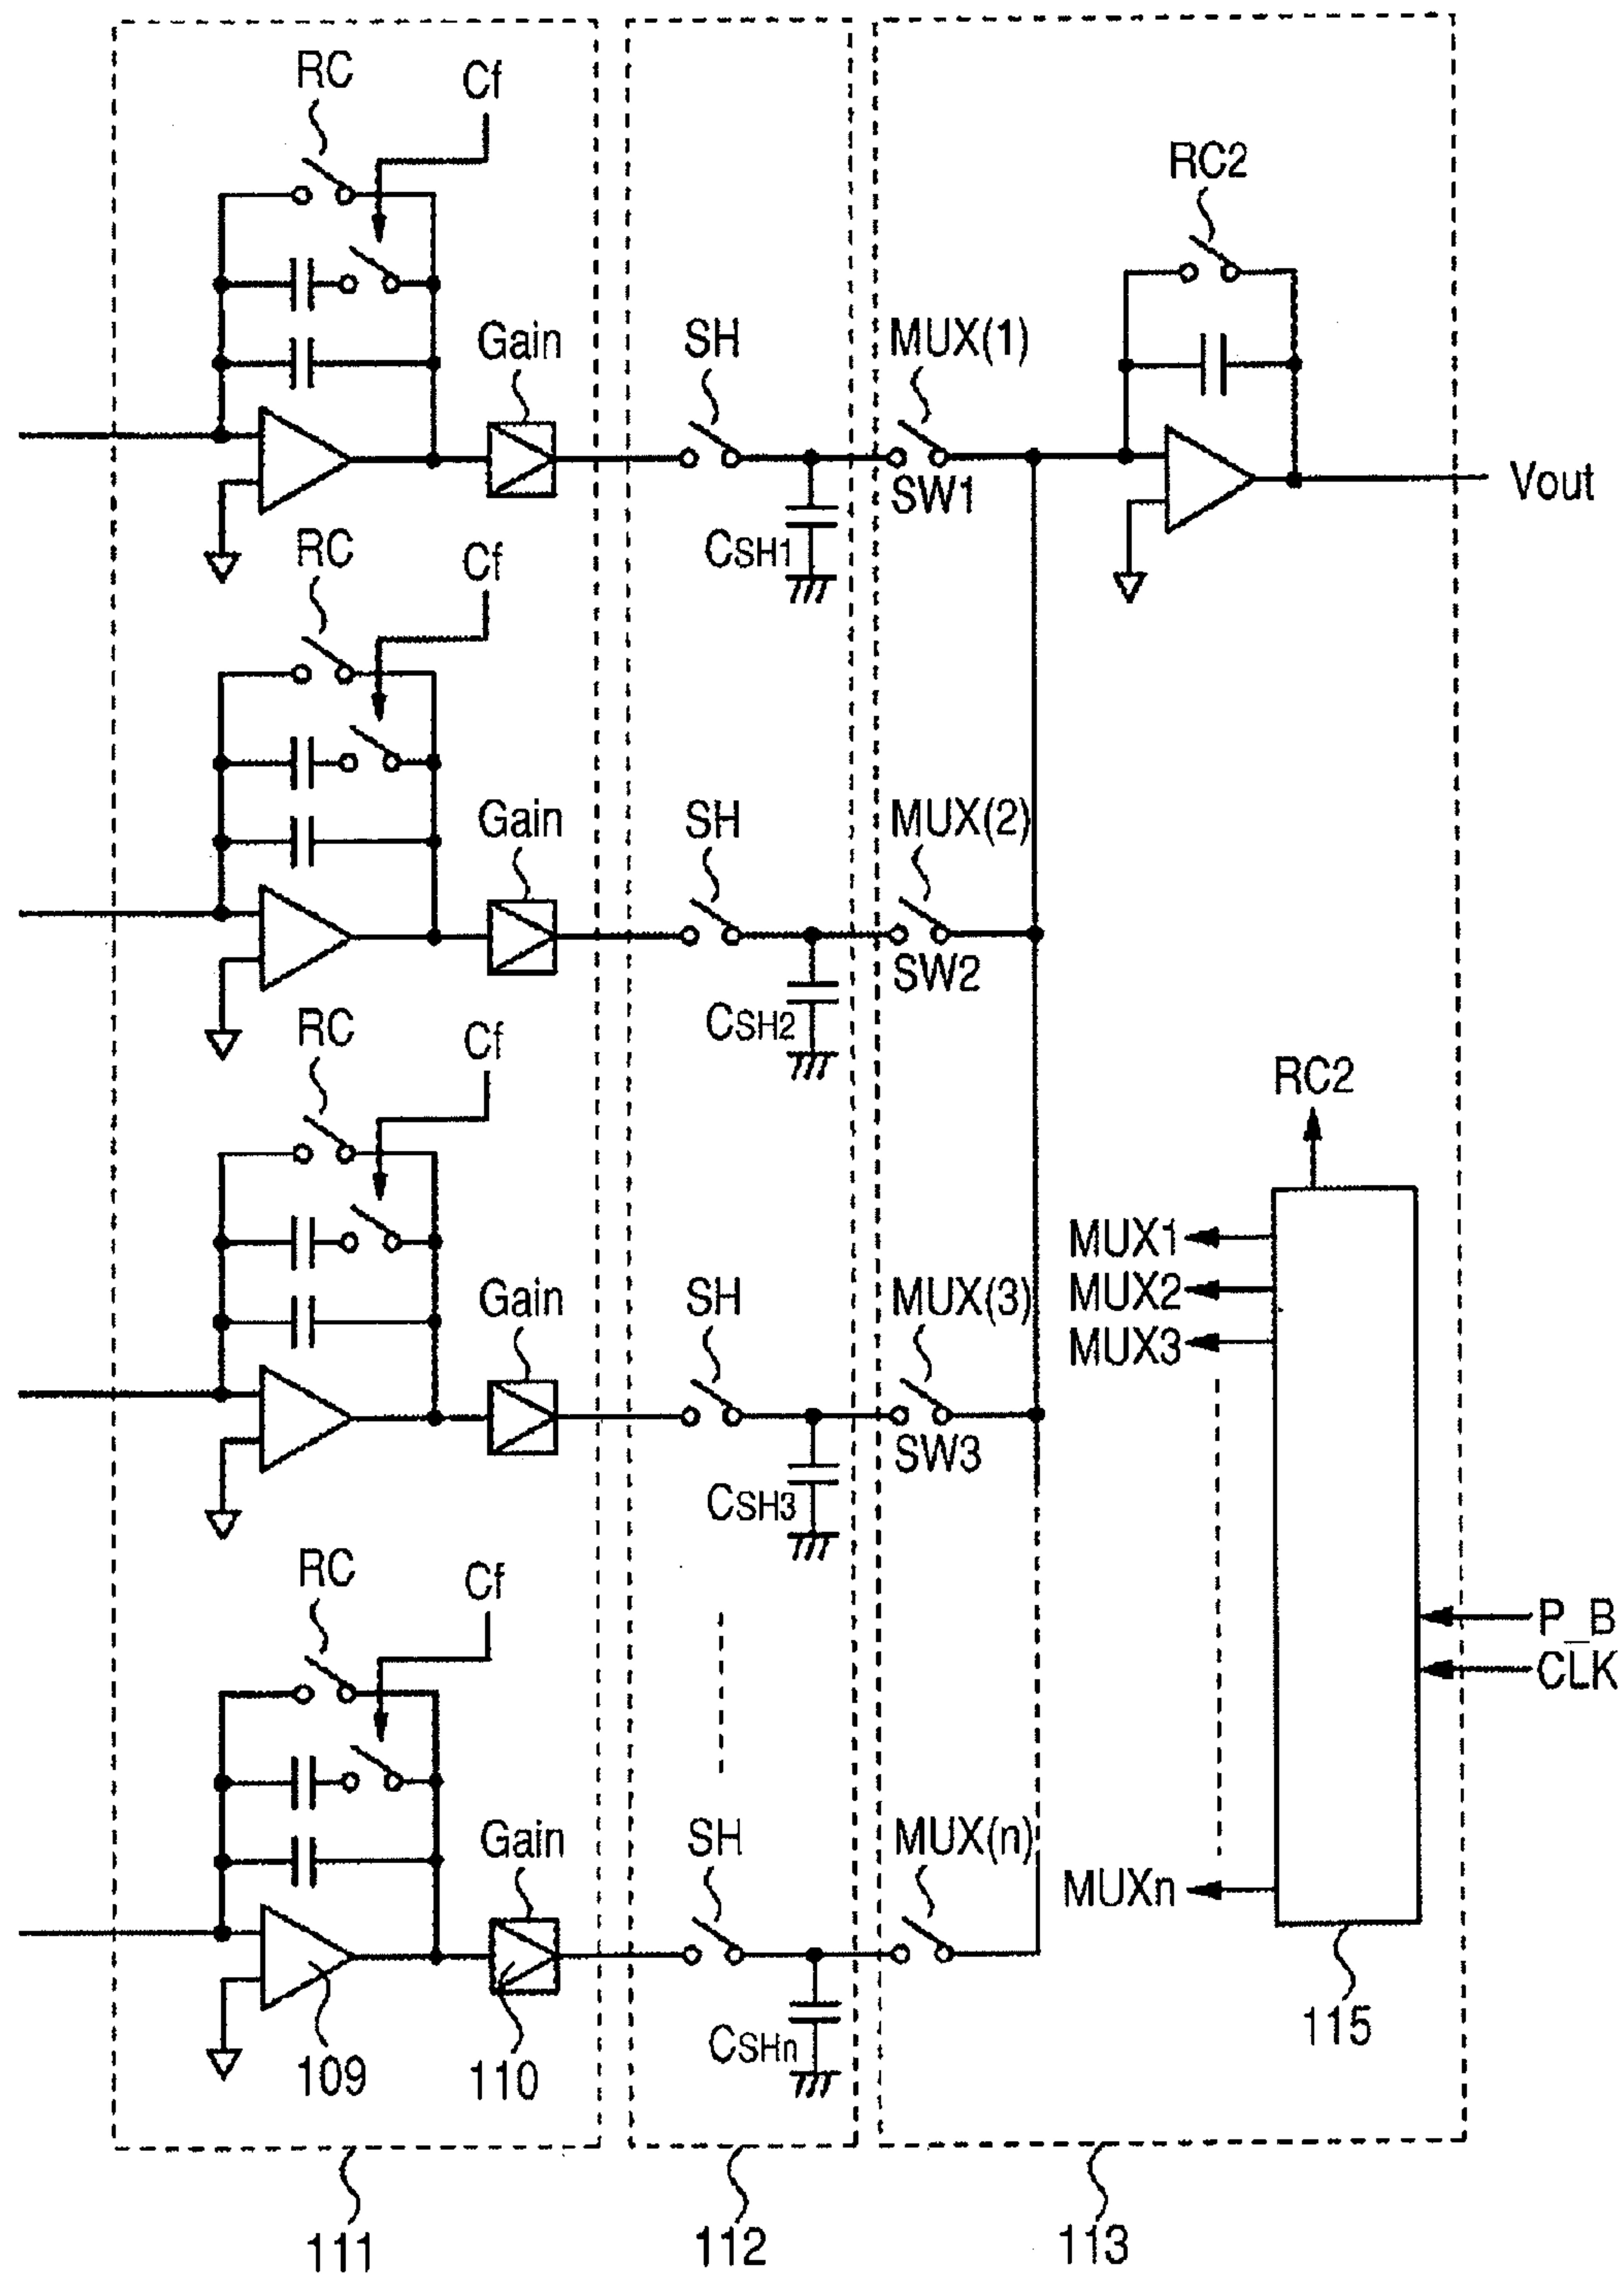 RC
Cf
RC2
Gain
SH
MUX(1)
SW1
Vout
CSH1
RC
Cf
Gain
SH
MUX(2)
SW2
CSH2
RC
Cf
RC2
MUX1
MUX2
MUX3
Gain
SH
MUX(3)
SW3
CSH3
RC
Cf
P_B
CLK
Gain
SH
MUX(n)
MUXn
CSHn
109
110
115
111
112
113